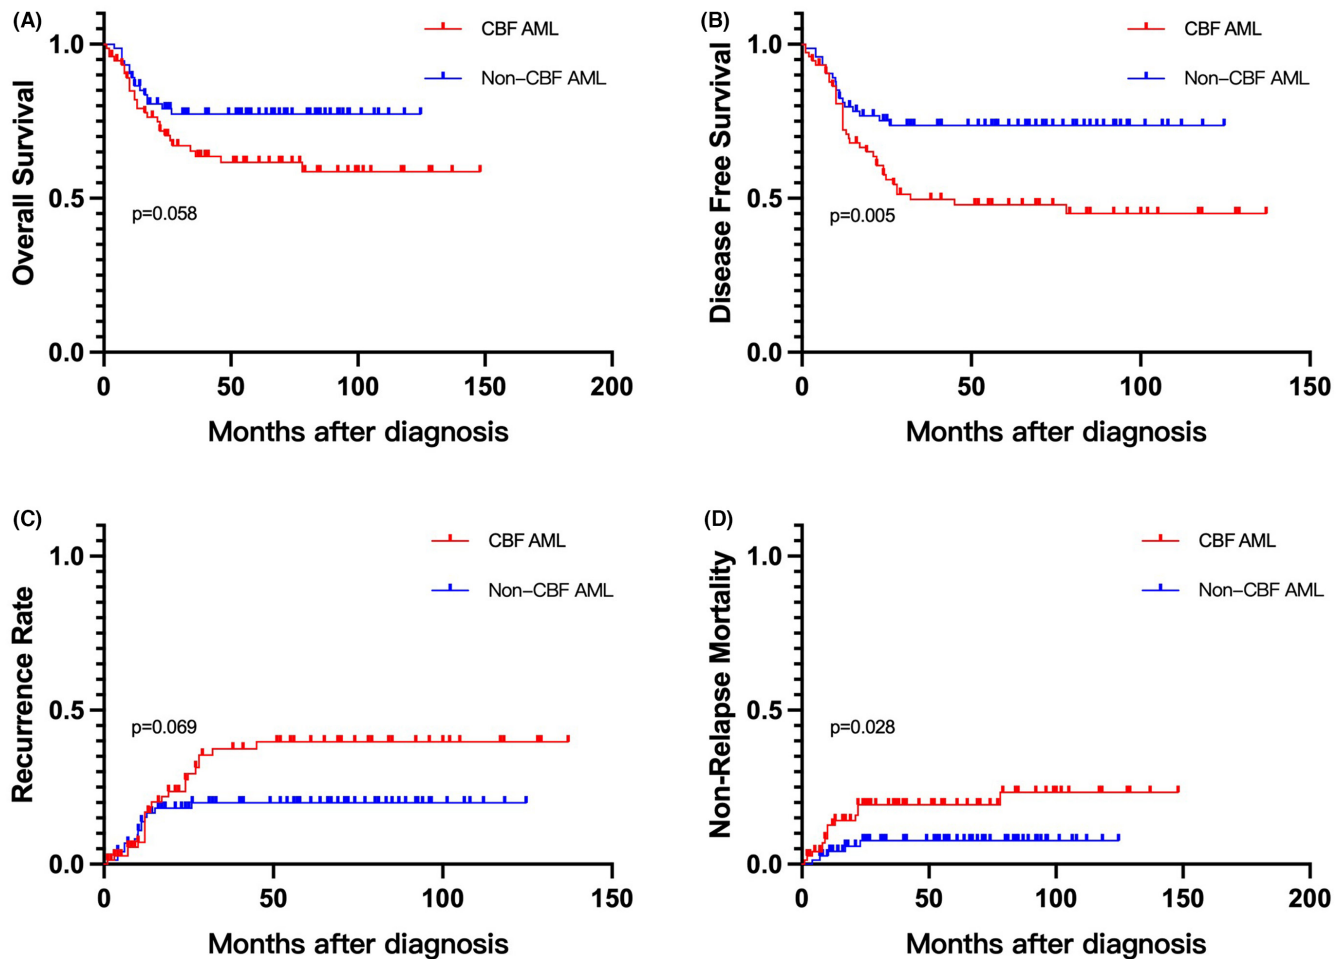 (A)
CBF AML
Non-CBF AML
Overall Survival
1.0
0.5
0.0
p=0.058
0 50 100 150 200
Months after diagnosis
(B)
CBF AML
Non-CBF AML
Disease Free Survival
1.0
0.5
0.0
p=0.005
0 50 100 150
Months after diagnosis
(C)
CBF AML
Non-CBF AML
Recurrence Rate
1.0
0.5
0.0
p=0.069
0 50 100 150
Months after diagnosis
(D)
CBF AML
Non-CBF AML
Non-Relapse Mortality
1.0
0.5
0.0
p=0.028
0 50 100 150 200
Months after diagnosis